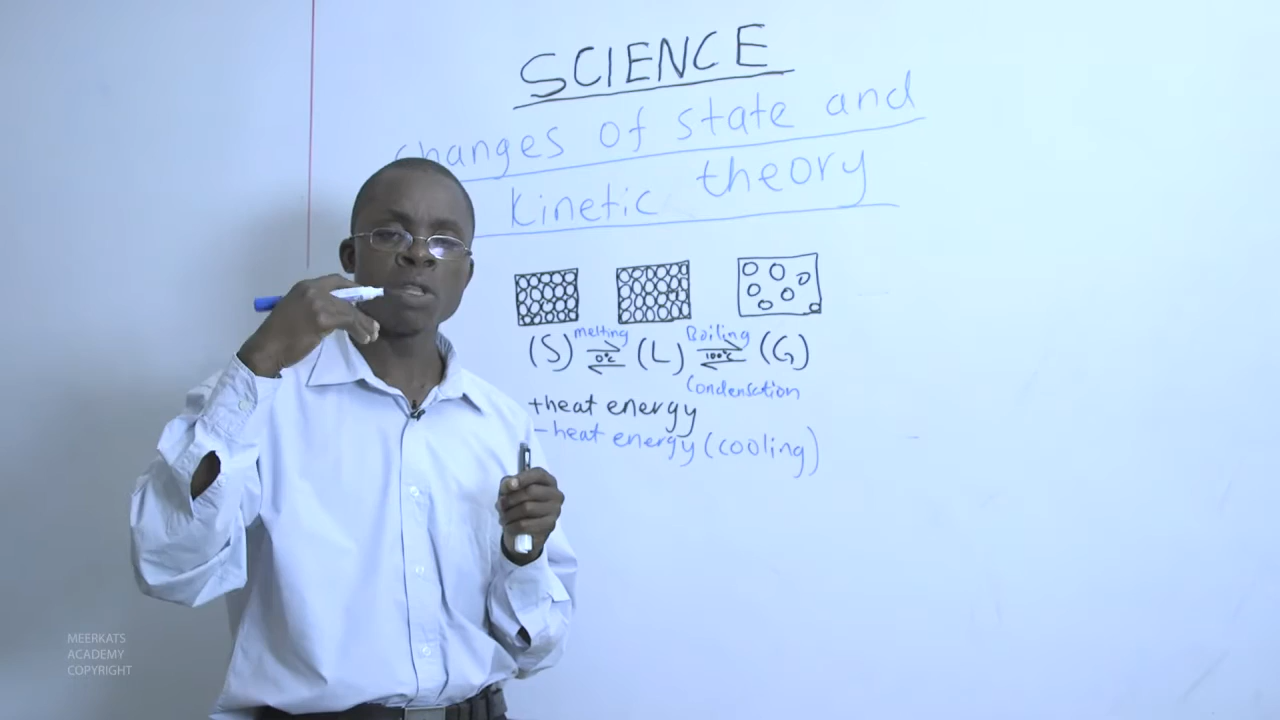 SCIENCE
changes of state and
Kinetic theory
melting Boiling
(S) 0°C (L) 100°C (G)
Condensation
+heat energy
-heat energy (cooling)
MEERKATS
ACADEMY
COPYRIGHT